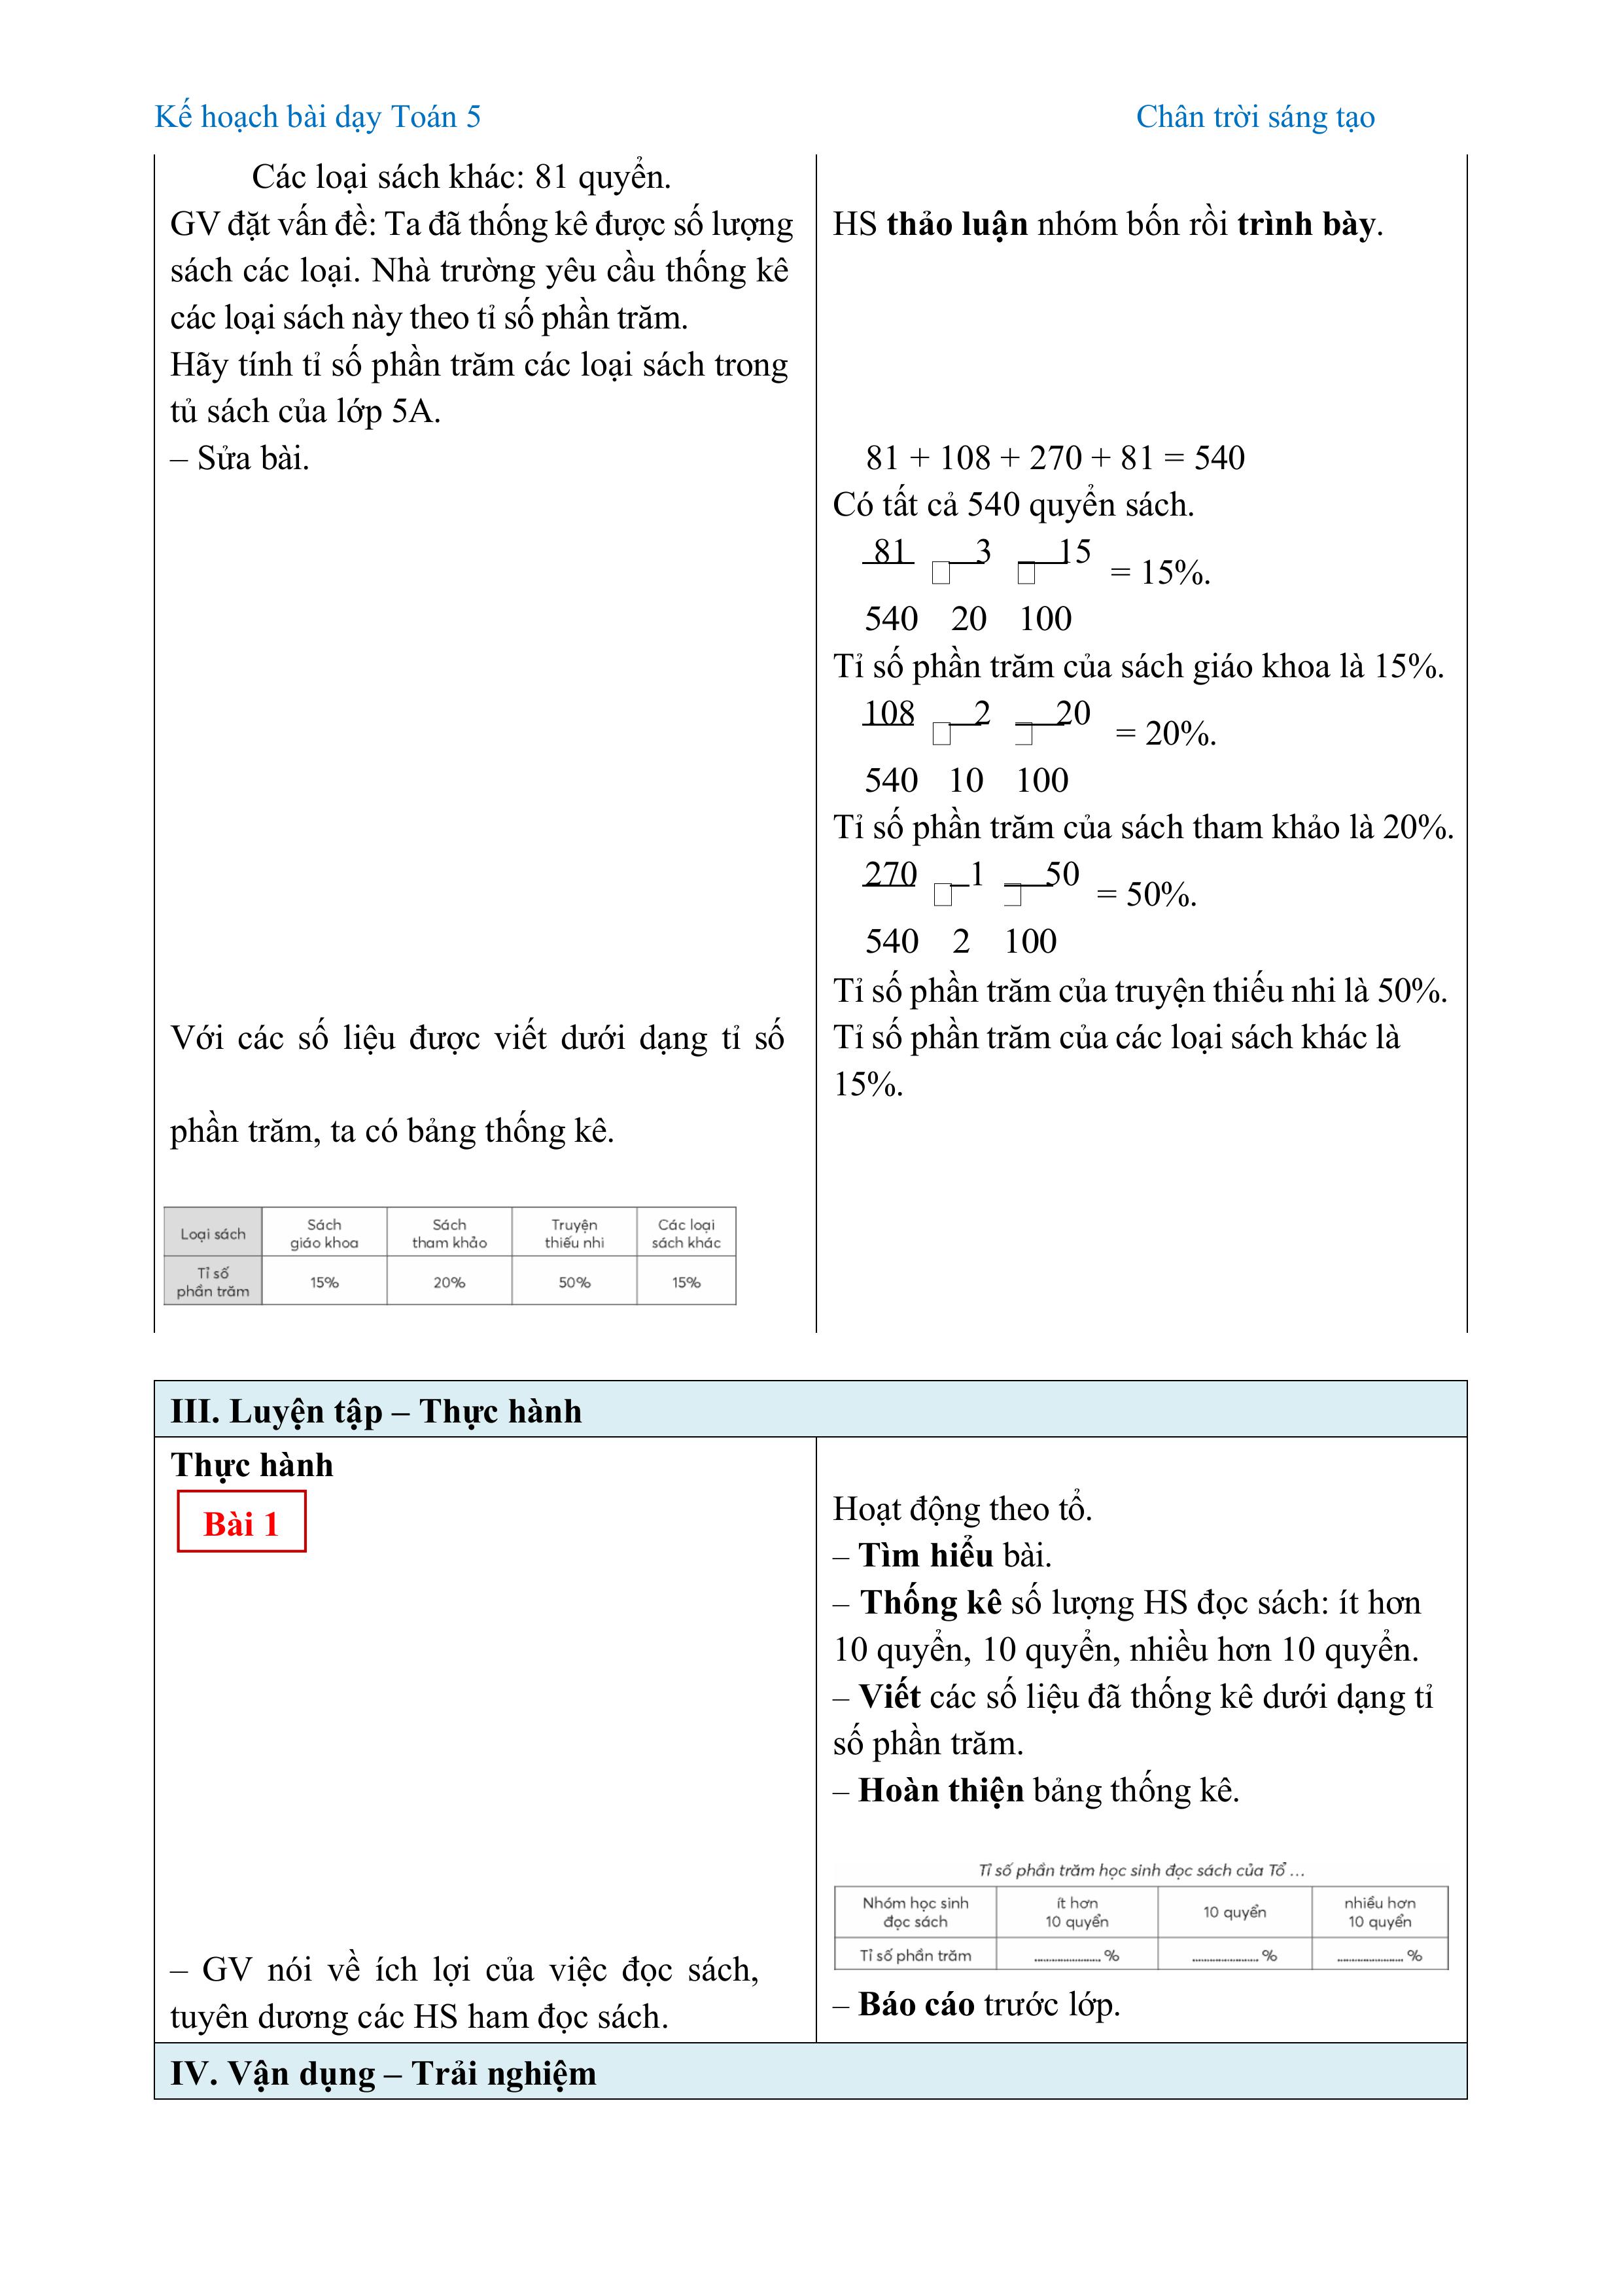 Kế hoạch bài dạy Toán 5 Chân trời sáng tạo
Các loại sách khác: 81 quyển.
GV đặt vấn đề: Ta đã thống kê được số lượng
sách các loại. Nhà trường yêu cầu thống kê
các loại sách này theo tỉ số phần trăm.
Hãy tính tỉ số phần trăm các loại sách trong
tủ sách của lớp 5A.
– Sửa bài.
Với các số liệu được viết dưới dạng tỉ số
phần trăm, ta có bảng thống kê.
Loại sách Sách giáo khoa Sách tham khảo Truyện thiếu nhi Các loại sách khác
Tỉ số phần trăm 15% 20% 50% 15%
HS thảo luận nhóm bốn rồi trình bày.
81 + 108 + 270 + 81 = 540
Có tất cả 540 quyển sách.
81 □ 3 □ 15 = 15%.
540 20 100
Tỉ số phần trăm của sách giáo khoa là 15%.
108 □ 2 □ 20 = 20%.
540 10 100
Tỉ số phần trăm của sách tham khảo là 20%.
270 □ 1 □ 50 = 50%.
540 2 100
Tỉ số phần trăm của truyện thiếu nhi là 50%.
Tỉ số phần trăm của các loại sách khác là
15%.
III. Luyện tập – Thực hành
Thực hành
Bài 1
– GV nói về ích lợi của việc đọc sách,
tuyên dương các HS ham đọc sách.
Hoạt động theo tổ.
– Tìm hiểu bài.
– Thống kê số lượng HS đọc sách: ít hơn
10 quyển, 10 quyển, nhiều hơn 10 quyển.
– Viết các số liệu đã thống kê dưới dạng tỉ
số phần trăm.
– Hoàn thiện bảng thống kê.
Tỉ số phần trăm học sinh đọc sách của Tổ ...
Nhóm học sinh đọc sách ít hơn 10 quyển 10 quyển nhiều hơn 10 quyển
Tỉ số phần trăm ........................ % ........................ % ........................ %
– Báo cáo trước lớp.
IV. Vận dụng – Trải nghiệm